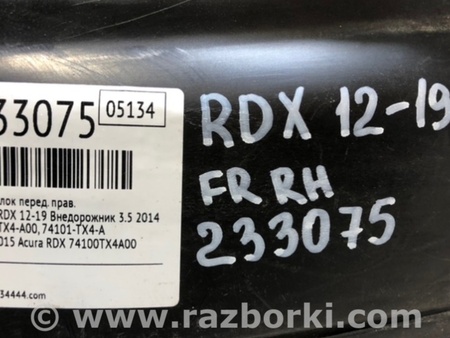 33075 05134
лок перед. прав.
RDX 12-19 Внедорожник 3.5 2014
TX4-A00, 74101-TX4-A
015 Acura RDX 74100TX4A00
34444.com
RDX 12-19
FR RH
233075
www.razborki.com